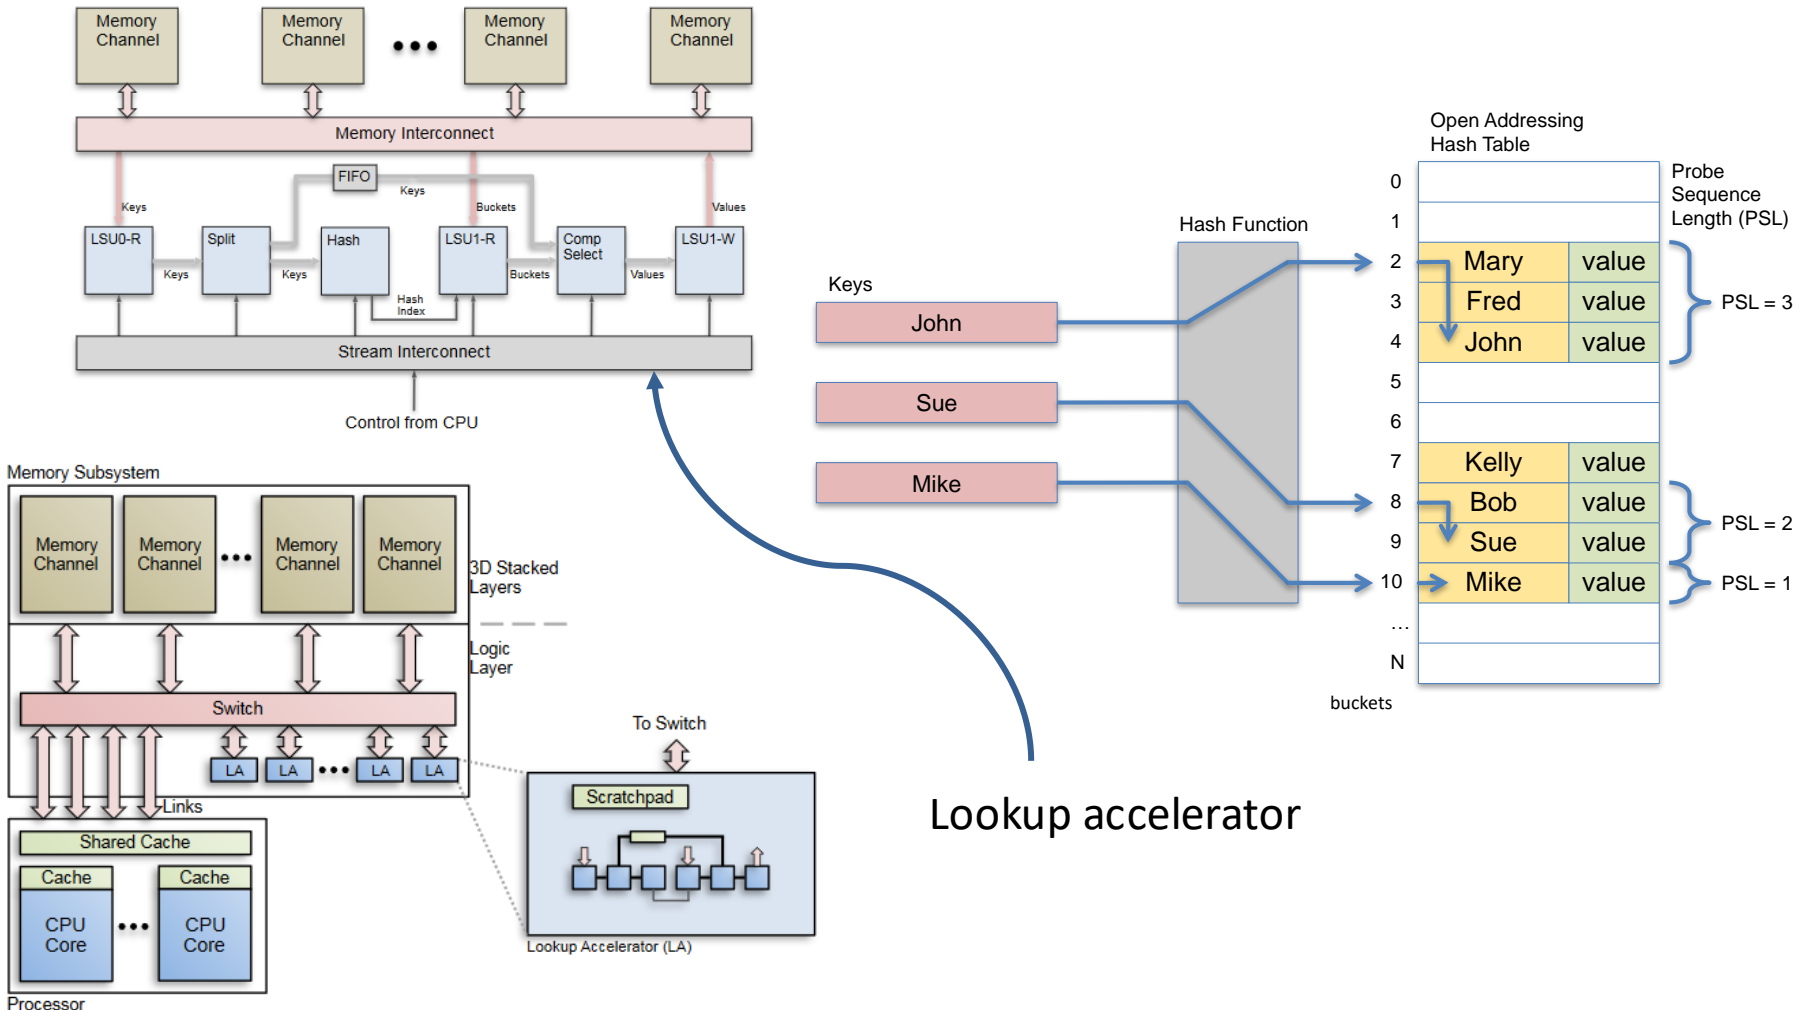 Memory
Channel
Memory
Channel
Memory
Channel
Memory
Channel
Memory Interconnect
FIFO
Keys
Keys
Buckets
Values
LSU0-R
Split
Hash
LSU1-R
Comp
Select
LSU1-W
Keys
Keys
Buckets
Values
Hash
Index
Stream Interconnect
Control from CPU
Memory Subsystem
Memory
Channel
Memory
Channel
Memory
Channel
Memory
Channel
3D Stacked
Layers
Logic
Layer
Switch
LA
LA
LA
LA
Links
Shared Cache
Cache
Cache
CPU
Core
CPU
Core
Processor
To Switch
Scratchpad
Lookup Accelerator (LA)
Lookup accelerator
Keys
John
Sue
Mike
Hash Function
Open Addressing
Hash Table
Probe
Sequence
Length (PSL)
0
1
2 Mary value
3 Fred value
4 John value
5
6
7 Kelly value
8 Bob value
9 Sue value
10 Mike value
...
N
buckets
PSL = 3
PSL = 2
PSL = 1